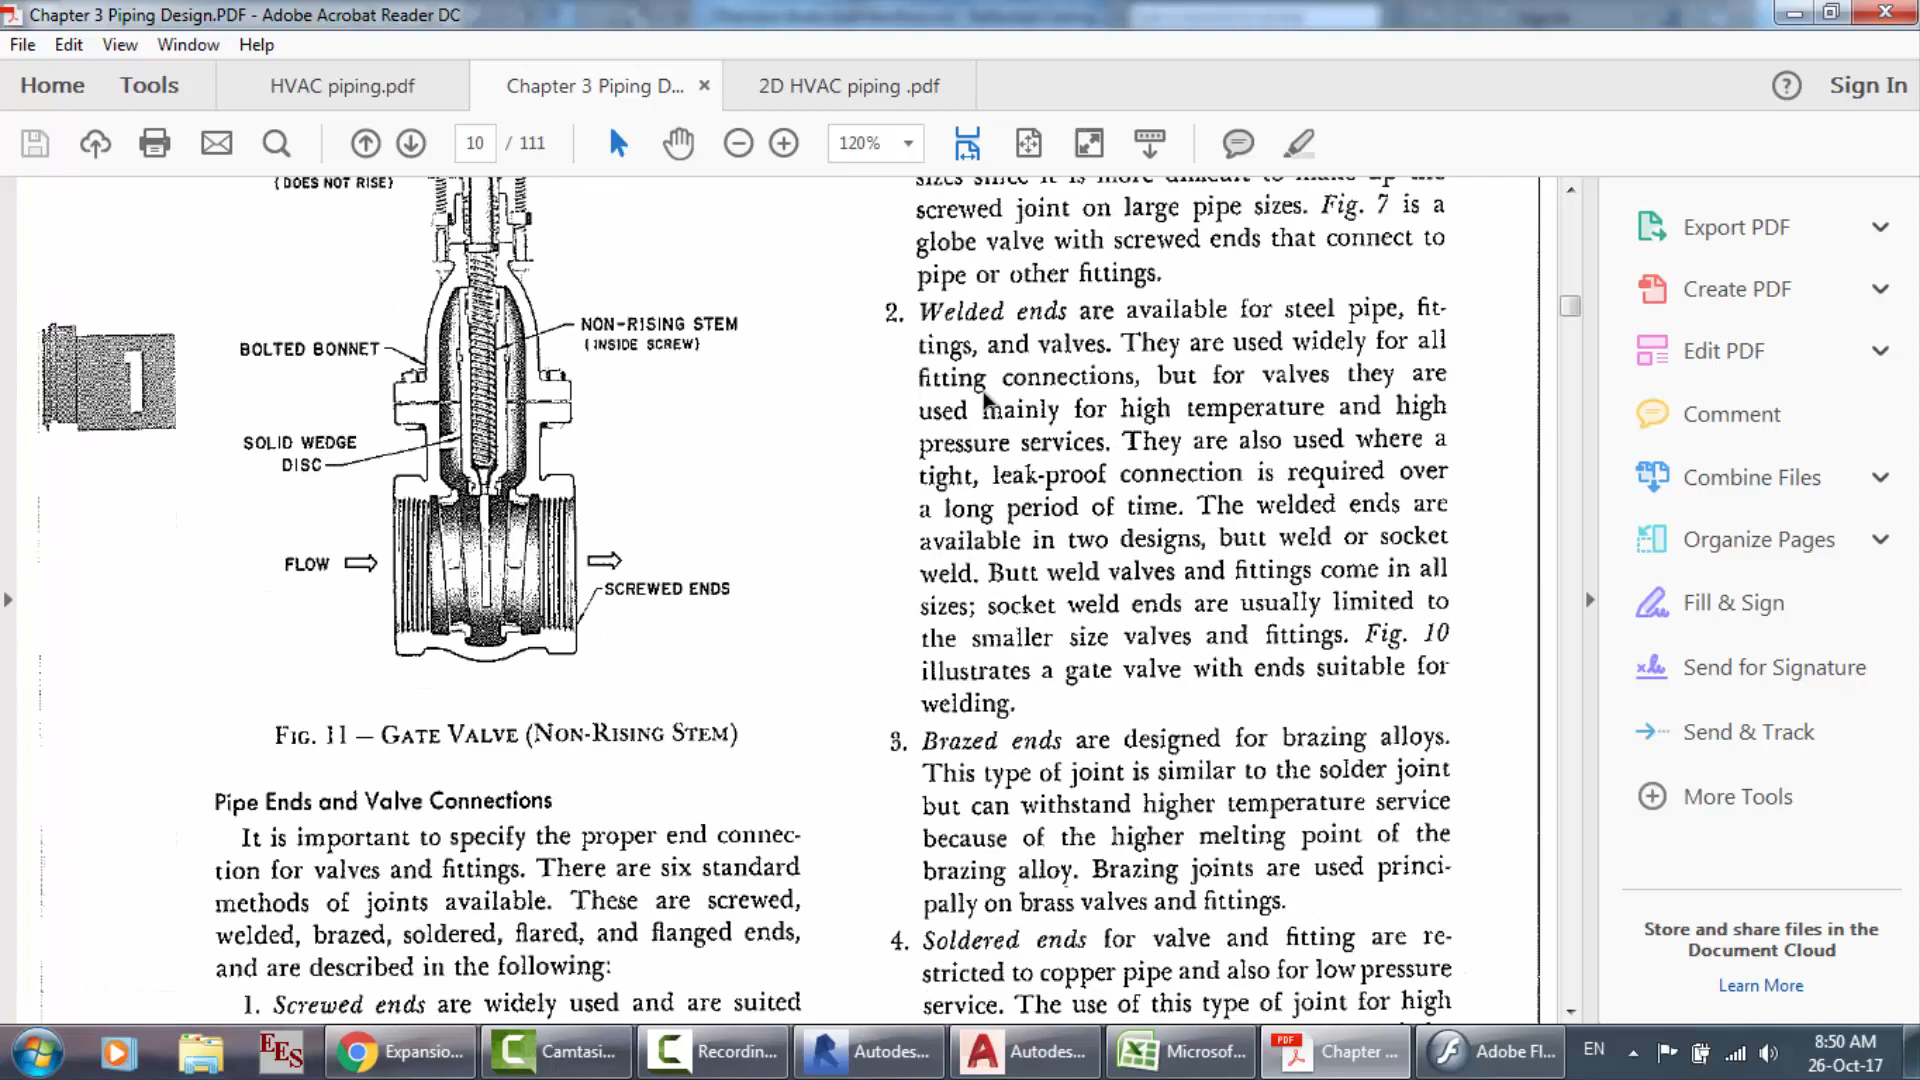 Chapter 3 Piping Design.PDF - Adobe Acrobat Reader DC
File Edit View Window Help
Home Tools HVAC piping.pdf Chapter 3 Piping D... × 2D HVAC piping .pdf ? Sign In
10 / 111 120%
(DOES NOT RISE)
NON-RISING STEM
(INSIDE SCREW)
BOLTED BONNET
1
SOLID WEDGE
DISC
FLOW
SCREWED ENDS
FIG. 11 — GATE VALVE (NON-RISING STEM)
Pipe Ends and Valve Connections
It is important to specify the proper end connec-
tion for valves and fittings. There are six standard
methods of joints available. These are screwed,
welded, brazed, soldered, flared, and flanged ends,
and are described in the following:
1. Screwed ends are widely used and are suited
sizes since it is more difficult to make up the
screwed joint on large pipe sizes. Fig. 7 is a
globe valve with screwed ends that connect to
pipe or other fittings.
2. Welded ends are available for steel pipe, fit-
tings, and valves. They are used widely for all
fitting connections, but for valves they are
used mainly for high temperature and high
pressure services. They are also used where a
tight, leak-proof connection is required over
a long period of time. The welded ends are
available in two designs, butt weld or socket
weld. Butt weld valves and fittings come in all
sizes; socket weld ends are usually limited to
the smaller size valves and fittings. Fig. 10
illustrates a gate valve with ends suitable for
welding.
3. Brazed ends are designed for brazing alloys.
This type of joint is similar to the solder joint
but can withstand higher temperature service
because of the higher melting point of the
brazing alloy. Brazing joints are used princi-
pally on brass valves and fittings.
4. Soldered ends for valve and fitting are re-
stricted to copper pipe and also for low pressure
service. The use of this type of joint for high
Export PDF
Create PDF
Edit PDF
Comment
Combine Files
Organize Pages
Fill & Sign
Send for Signature
Send & Track
More Tools
Store and share files in the
Document Cloud
Learn More
EES Expansio... Camtasi... Recordin... Autodes... Autodes... Microsof... PDF Chapter ... Adobe Fl... EN 8:50 AM
26-Oct-17